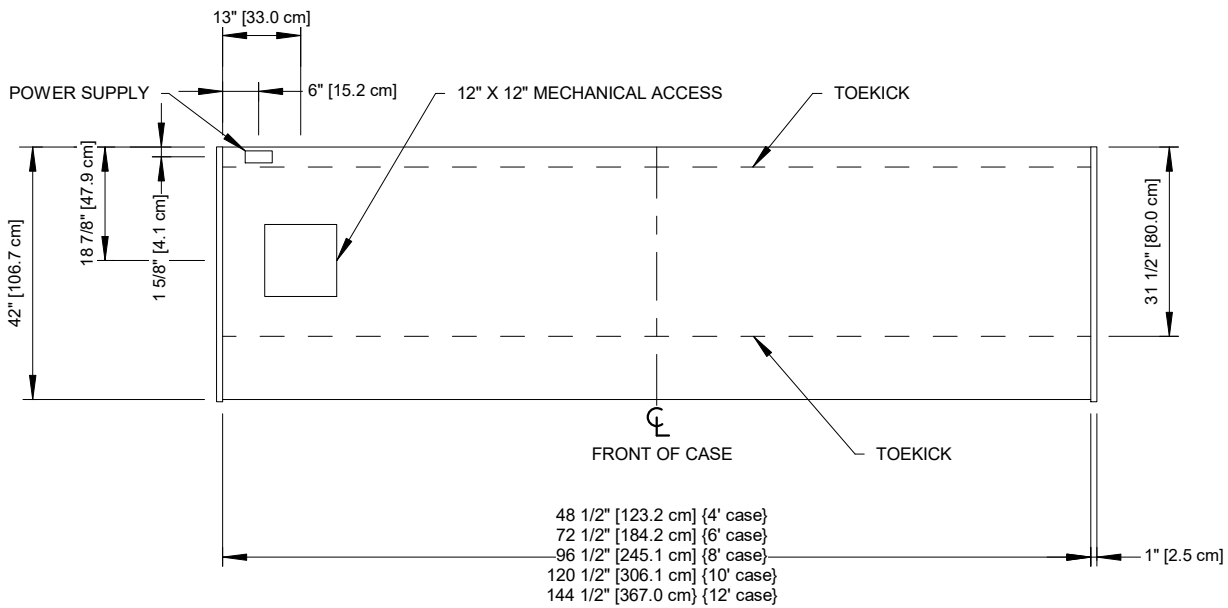 13" [33.0 cm]
POWER SUPPLY
6" [15.2 cm]
12" X 12" MECHANICAL ACCESS
TOEKICK
42" [106.7 cm]
18 7/8" [47.9 cm]
1 5/8" [4.1 cm]
31 1/2" [80.0 cm]
CL
FRONT OF CASE
TOEKICK
48 1/2" [123.2 cm] {4' case}
72 1/2" [184.2 cm] {6' case}
96 1/2" [245.1 cm] {8' case}
1" [2.5 cm]
120 1/2" [306.1 cm] {10' case}
144 1/2" [367.0 cm} {12' case}